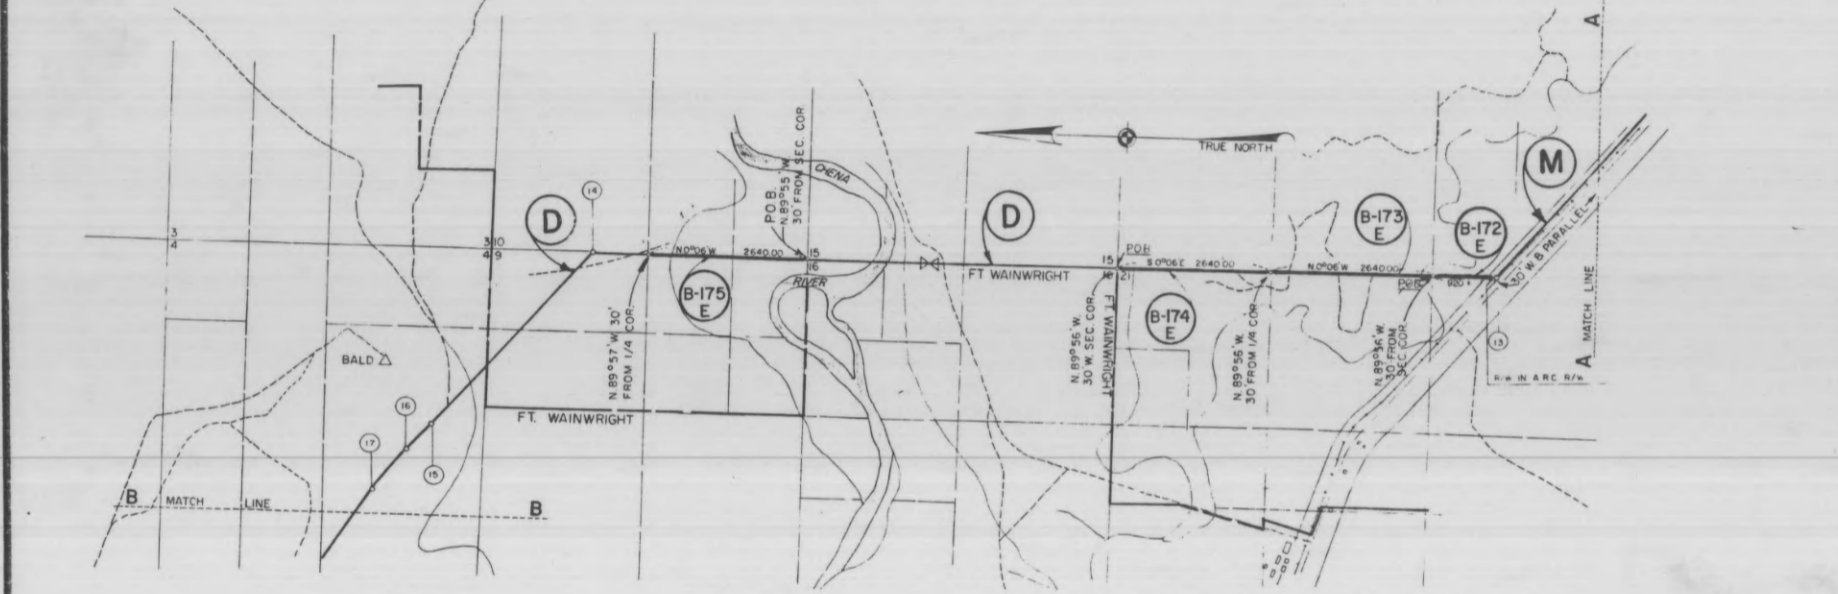 A
TRUE NORTH
CHENA
P.O.B.
N.89°55' W.
30' FROM SEC. COR.
14
D
D
B-173
E
B-172
E
M
3
4
3 10
4 9
N.0°06'W 2640.00
15
16
RIVER
B-175
E
FT WAINWRIGHT
POB
15
16 21
S.0°06'E 2640.00
N.0°06'W 2640.00
POB
920±
30' W. & PARALLEL
MATCH LINE
A
B-174
E
FT. WAINWRIGHT
N.89°56' W.
30' W. SEC. COR.
N.89°56' W.
30' FROM 1/4 COR.
N.89°56' W.
30' FROM
SEC. COR.
13
R/W IN A.R.C. R/W
N.89°57' W. 30'
FROM 1/4 COR.
BALD
FT. WAINWRIGHT
16
17
15
B
MATCH LINE
B